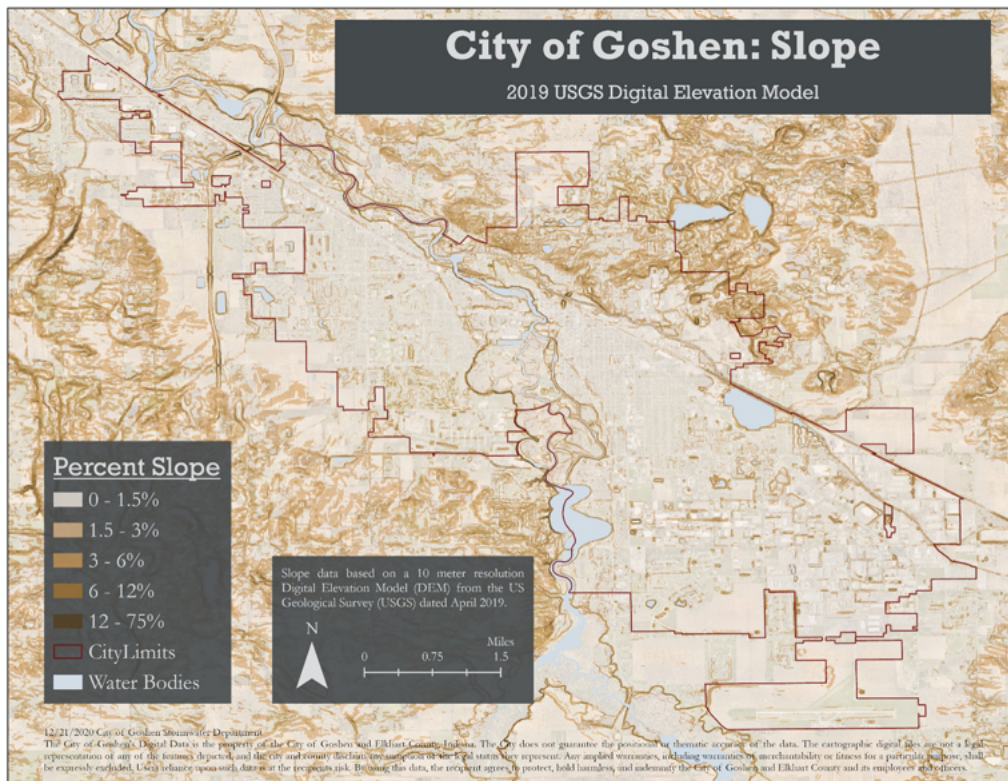 City of Goshen: Slope
2019 USGS Digital Elevation Model
Percent Slope
0 - 1.5%
1.5 - 3%
3 - 6%
6 - 12%
12 - 75%
CityLimits
Water Bodies
Slope data based on a 10 meter resolution
Digital Elevation Model (DEM) from the US
Geological Survey (USGS) dated April 2019.
N
Miles
0 0.75 1.5
12/21/2020 City of Goshen Stormwater Department
The City of Goshen's Digital Data is the property of the City of Goshen and Elkhart County, Indiana. The City does not guarantee the positional or thematic accuracy of the data. The cartographic digital files are not a legal
representation of any of the features depicted, and the city and county disclaim any assumption of the legal status they represent. Any implied warranties, including warranties of merchantability or fitness for a particular purpose, shall
be expressly excluded. Users reliance upon such data is at the recipients risk. By using this data, the recipient agrees to protect, hold harmless, and indemnify the City of Goshen and Elkhart County and its employees and officers.